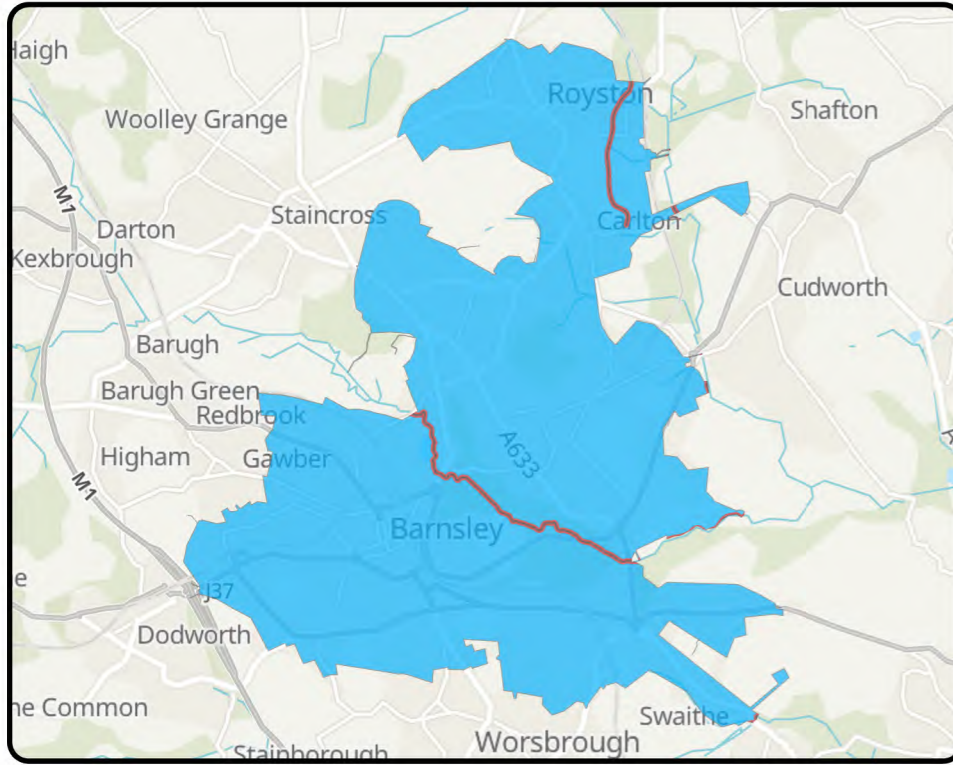 Haigh
Royston
Shafton
Woolley Grange
M1
Staincross
Carlton
Darton
Kexbrough
Cudworth
Barugh
Barugh Green
Redbrook
A633
Higham
Gawber
M1
Barnsley
J37
Dodworth
ne Common
Swaithe
Worsbrough
Stainborough